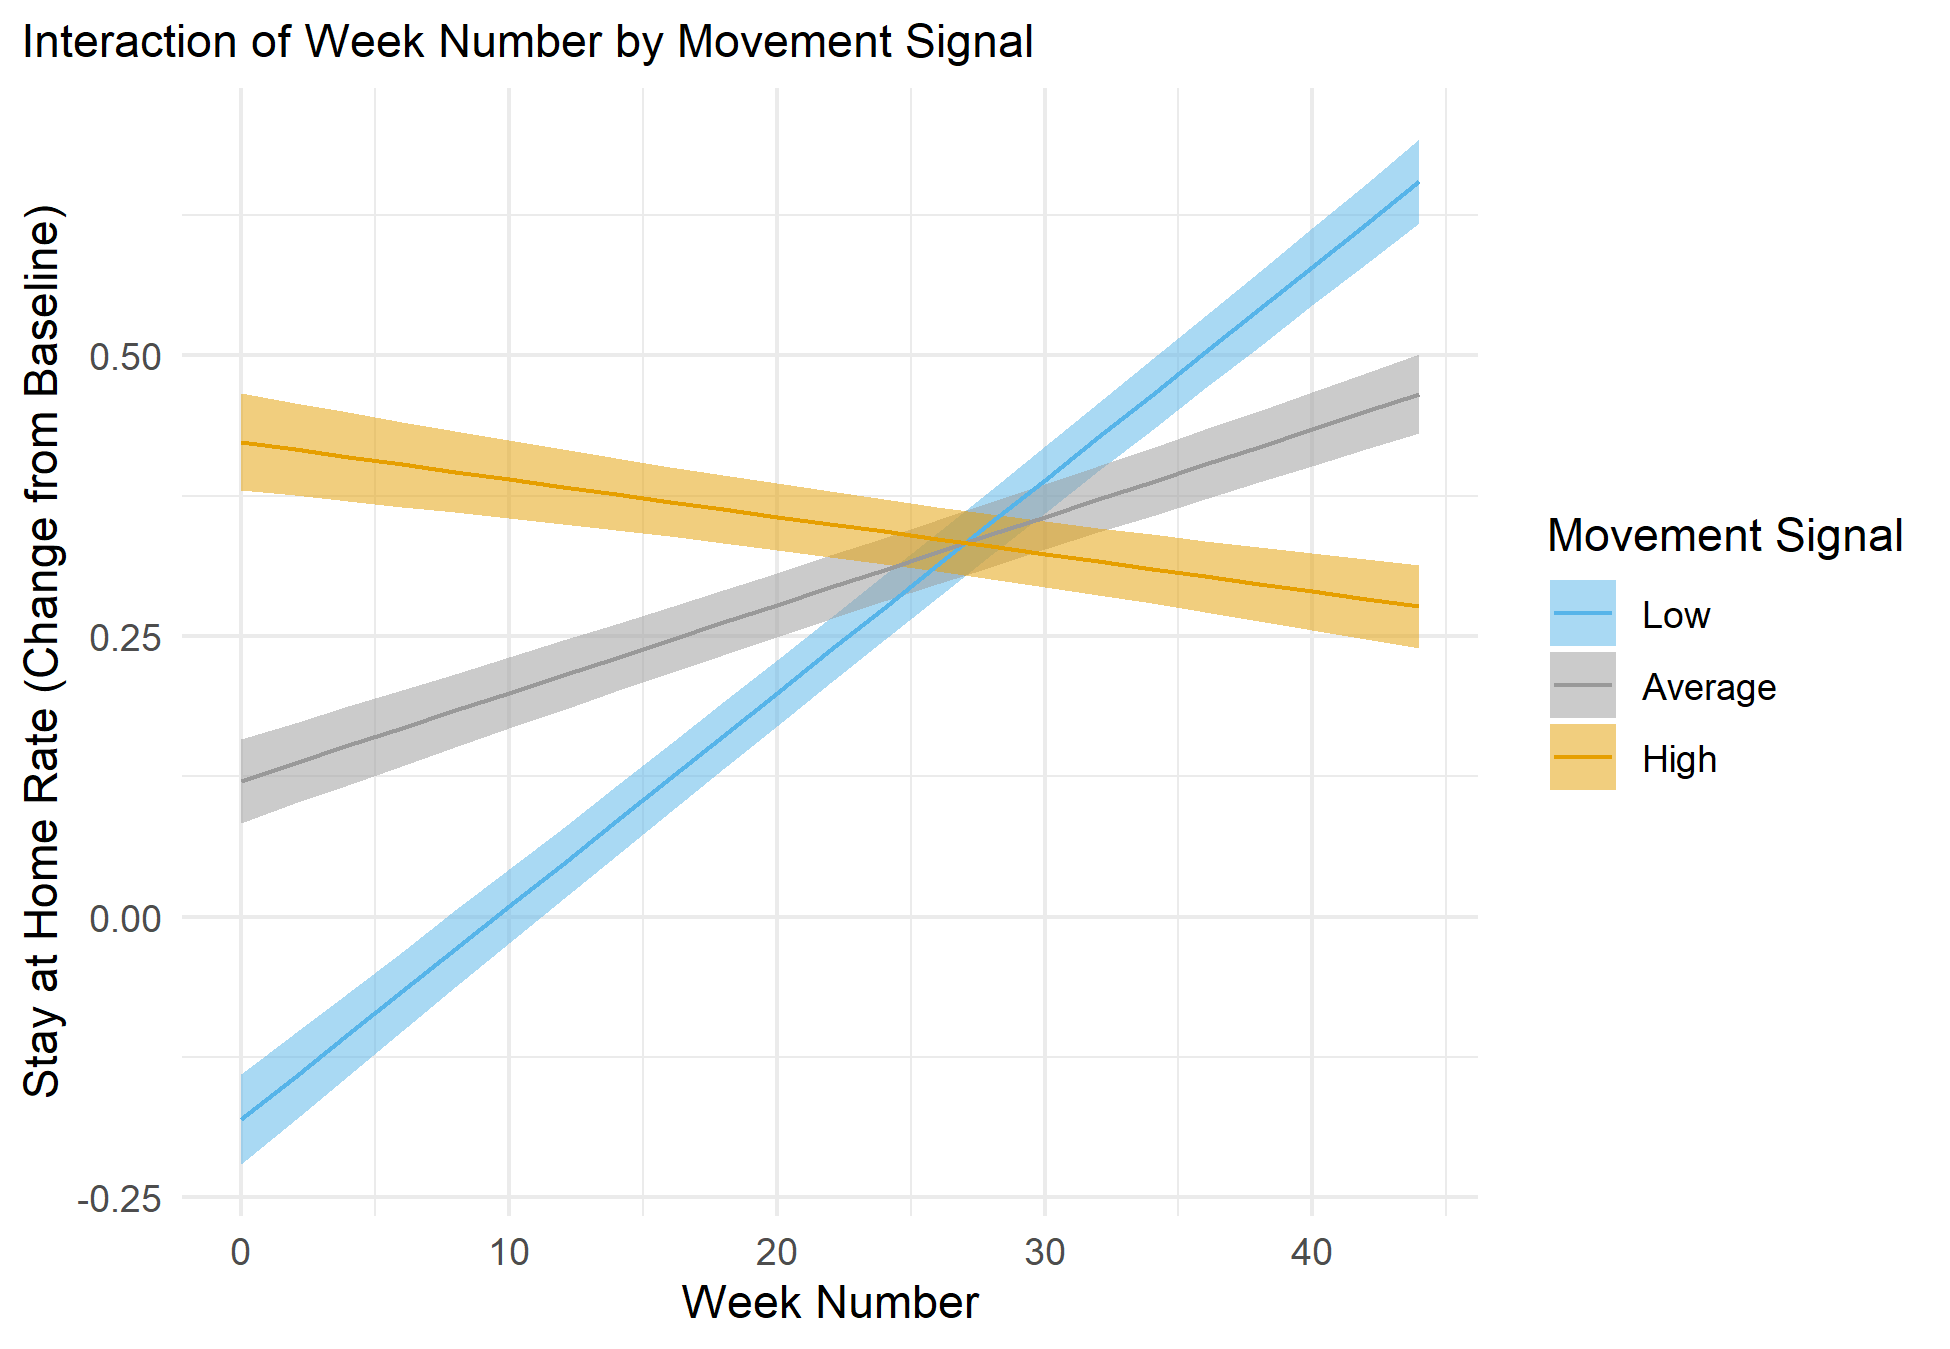 Interaction of Week Number by Movement Signal
Stay at Home Rate (Change from Baseline)
0.50
0.25
0.00
-0.25
0
10
20
30
40
Week Number
Movement Signal
Low
Average
High